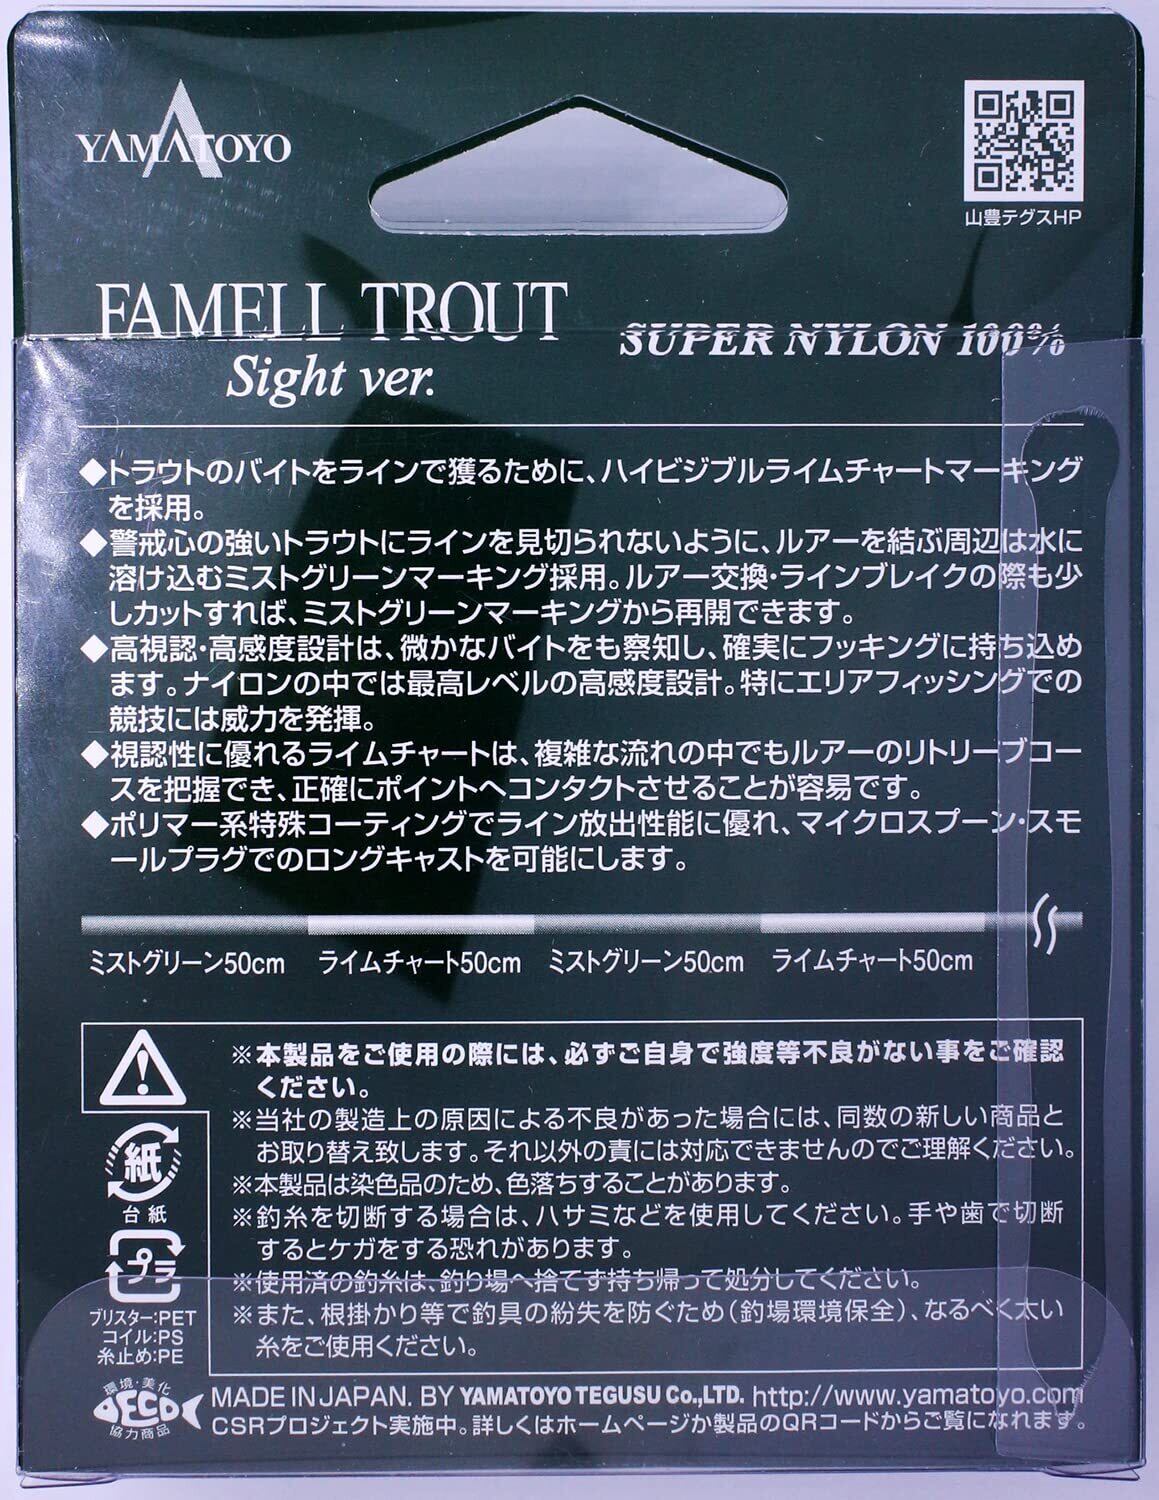 YAMATOYO
山豊テグスHP
FAMELL TROUT
Sight ver.
SUPER NYLON 100%
◆トラウトのバイトをラインで獲るために、ハイビジブルライムチャートマーキング
を採用。
◆警戒心の強いトラウトにラインを見切られないように、ルアーを結ぶ周辺は水に
溶け込むミストグリーンマーキング採用。ルアー交換・ラインブレイクの際も少
しカットすれば、ミストグリーンマーキングから再開できます。
◆高視認・高感度設計は、微かなバイトをも察知し、確実にフッキングに持ち込め
ます。ナイロンの中では最高レベルの高感度設計。特にエリアフィッシングでの
競技には威力を発揮。
◆視認性に優れるライムチャートは、複雑な流れの中でもルアーのリトリーブコー
スを把握でき、正確にポイントへコンタクトさせることが容易です。
◆ポリマー系特殊コーティングでライン放出性能に優れ、マイクロスプーン・スモ
ールプラグでのロングキャストを可能にします。
ミストグリーン50cm ライムチャート50cm ミストグリーン50cm ライムチャート50cm
※本製品をご使用の際には、必ずご自身で強度等不良がない事をご確認
ください。
※当社の製造上の原因による不良があった場合には、同数の新しい商品と
お取り替え致します。それ以外の責には対応できませんのでご理解ください。
※本製品は染色品のため、色落ちすることがあります。
※釣糸を切断する場合は、ハサミなどを使用してください。手や歯で切断
するとケガをする恐れがあります。
※使用済の釣糸は、釣り場へ捨てず持ち帰って処分してください。
※また、根掛かり等で釣具の紛失を防ぐため(釣場環境保全)、なるべく太い
糸をご使用ください。
紙
台紙
プラ
ブリスター:PET
コイル:PS
糸止め:PE
環境・美化
ECO
協力商品
MADE IN JAPAN. BY YAMATOYO TEGUSU Co.,LTD. http://www.yamatoyo.com
CSRプロジェクト実施中。詳しくはホームページか製品のQRコードからご覧になれます。